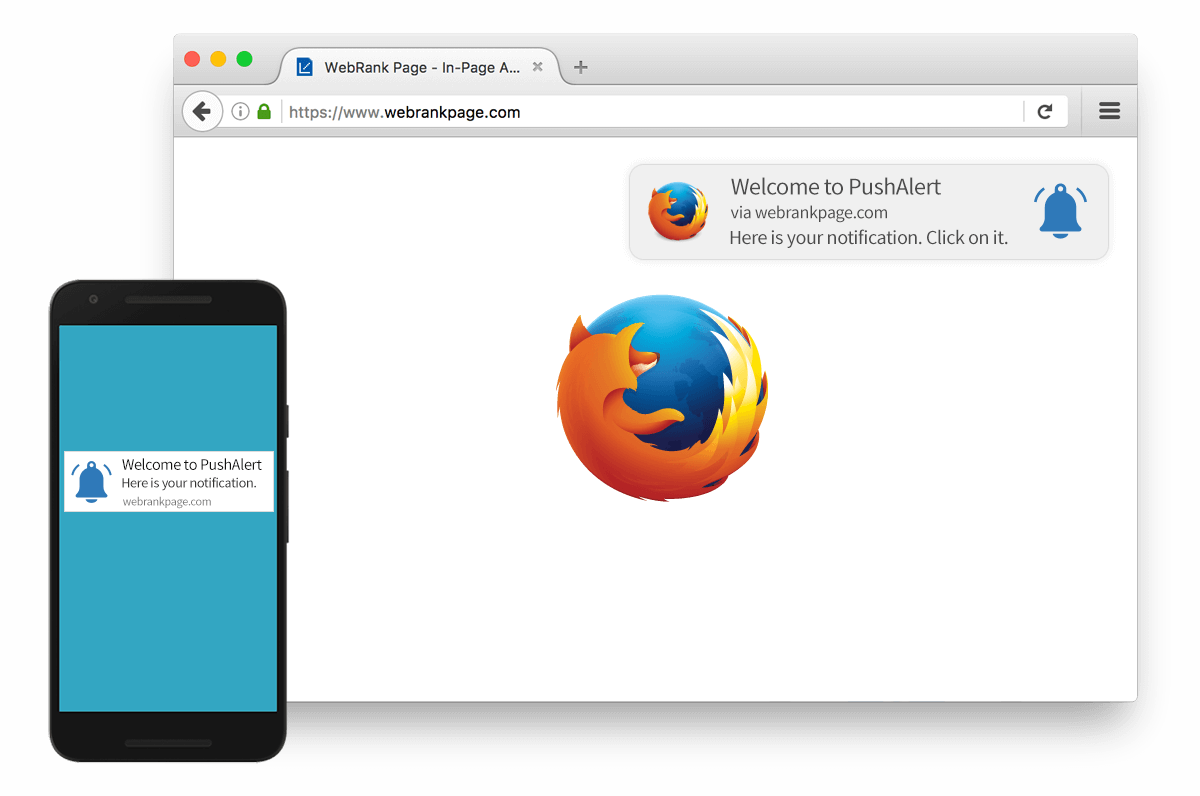 WebRank Page - In-Page A...
https://www.webrankpage.com
Welcome to PushAlert
via webrankpage.com
Here is your notification. Click on it.
Welcome to PushAlert
Here is your notification.
webrankpage.com